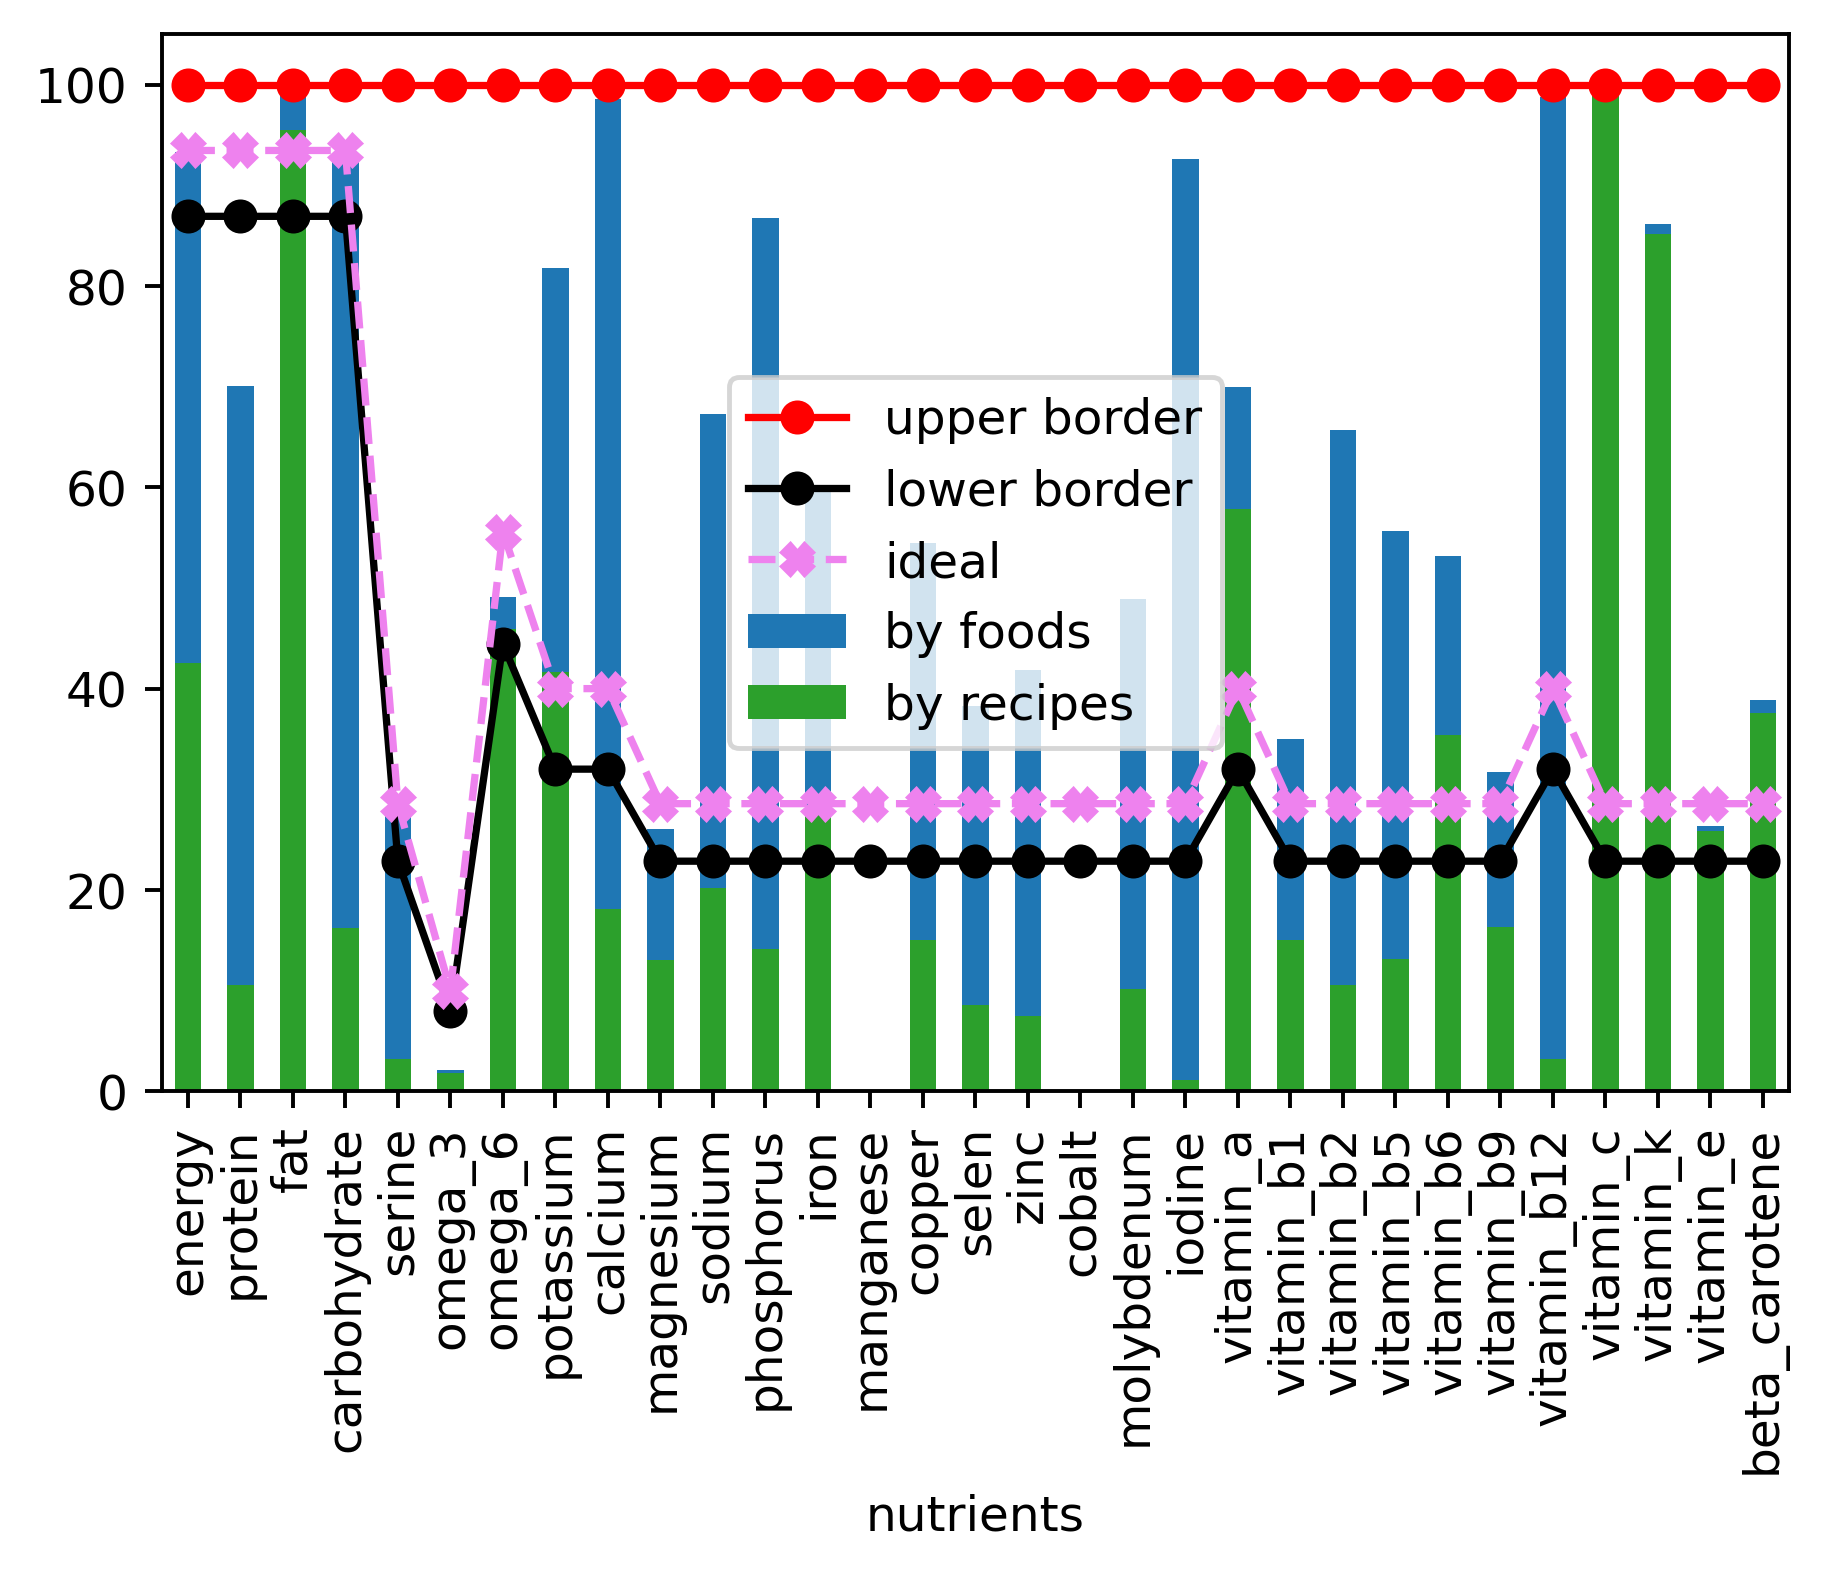 100
80
60
40
20
0
upper border
lower border
ideal
by foods
by recipes
energy
protein
fat
carbohydrate
serine
omega_3
omega_6
potassium
calcium
magnesium
sodium
phosphorus
iron
manganese
copper
selen
zinc
cobalt
molybdenum
iodine
vitamin_a
vitamin_b1
vitamin_b2
vitamin_b5
vitamin_b6
vitamin_b9
vitamin_b12
vitamin_c
vitamin_k
vitamin_e
beta_carotene
nutrients